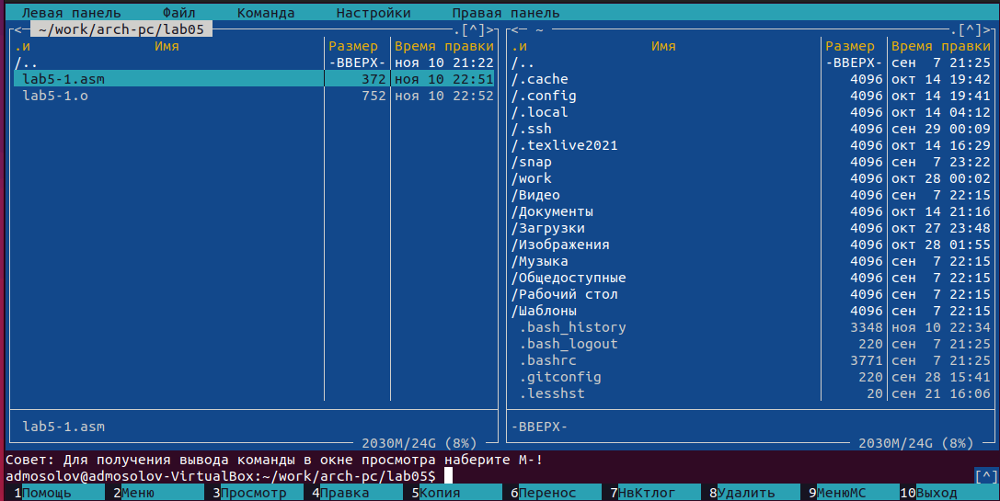 Левая панель Файл Команда Настройки Правая панель
<- ~/work/arch-pc/lab05 .[^]>
.и Имя Размер Время правки
/.. -ВВЕРХ- ноя 10 21:22
lab5-1.asm 372 ноя 10 22:51
lab5-1.o 752 ноя 10 22:52
lab5-1.asm
2030M/24G (8%)
<- ~ .[^]>
.и Имя Размер Время правки
/.. -ВВЕРХ- сен 7 21:25
/.cache 4096 окт 14 19:42
/.config 4096 окт 14 19:41
/.local 4096 окт 14 04:12
/.ssh 4096 сен 29 00:09
/.texlive2021 4096 окт 14 16:29
/snap 4096 сен 7 23:22
/work 4096 окт 28 00:02
/Видео 4096 сен 7 22:15
/Документы 4096 окт 14 21:16
/Загрузки 4096 окт 27 23:48
/Изображения 4096 окт 28 01:55
/Музыка 4096 сен 7 22:15
/Общедоступные 4096 сен 7 22:15
/Рабочий стол 4096 сен 7 22:15
/Шаблоны 4096 сен 7 22:15
.bash_history 3348 ноя 10 22:34
.bash_logout 220 сен 7 21:25
.bashrc 3771 сен 7 21:25
.gitconfig 220 сен 28 15:41
.lesshst 20 сен 21 16:06
-ВВЕРХ-
2030M/24G (8%)
Совет: Для получения вывода команды в окне просмотра наберите M-!
admosolov@admosolov-VirtualBox:~/work/arch-pc/lab05$ [^]
1Помощь 2Меню 3Просмотр 4Правка 5Копия 6Перенос 7НвКтлог 8Удалить 9МенюMC 10Выход